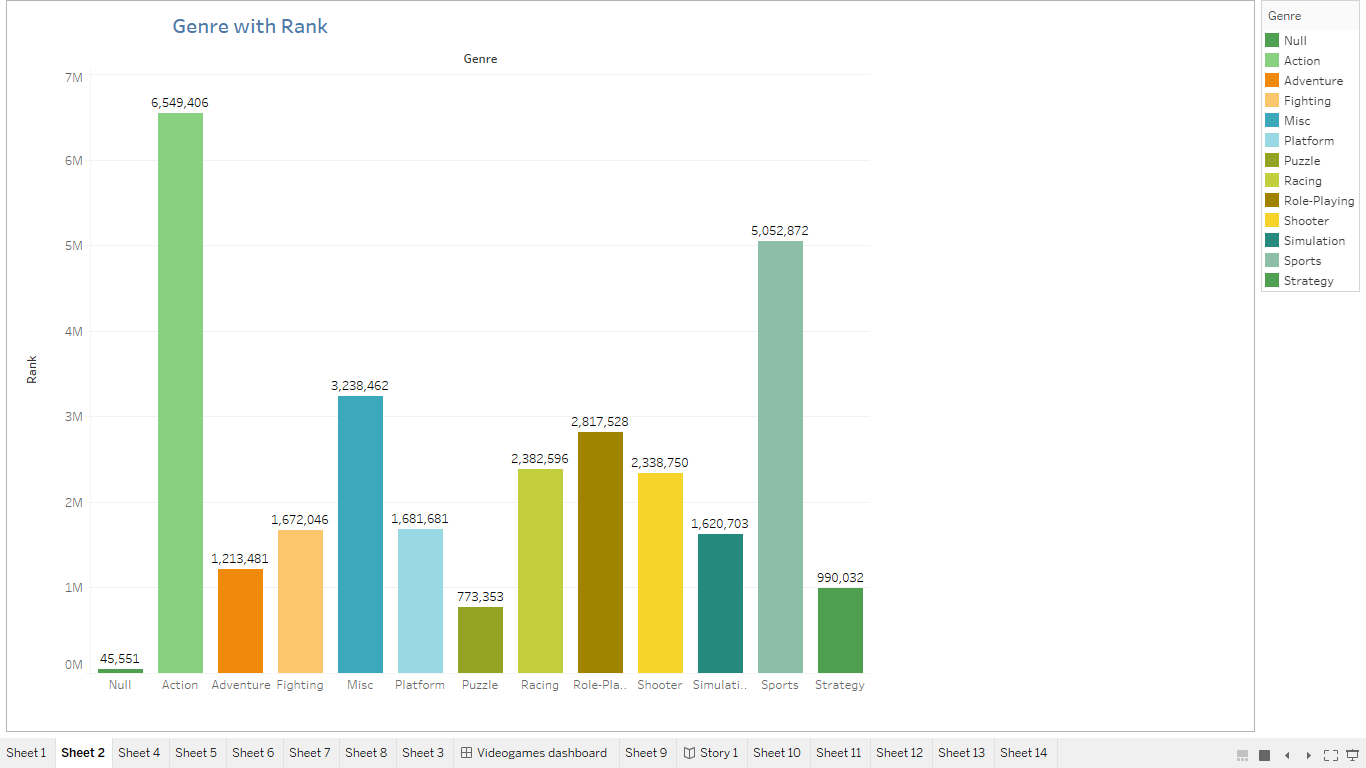 Genre with Rank
Genre
7M
6M
5M
4M
3M
2M
1M
0M
Rank
45,551
6,549,406
1,213,481
1,672,046
3,238,462
1,681,681
773,353
2,382,596
2,817,528
2,338,750
1,620,703
5,052,872
990,032
Null Action Adventure Fighting Misc Platform Puzzle Racing Role-Pla.. Shooter Simulati.. Sports Strategy
Genre
Null
Action
Adventure
Fighting
Misc
Platform
Puzzle
Racing
Role-Playing
Shooter
Simulation
Sports
Strategy
Sheet 1 Sheet 2 Sheet 4 Sheet 5 Sheet 6 Sheet 7 Sheet 8 Sheet 3 Videogames dashboard Sheet 9 Story 1 Sheet 10 Sheet 11 Sheet 12 Sheet 13 Sheet 14